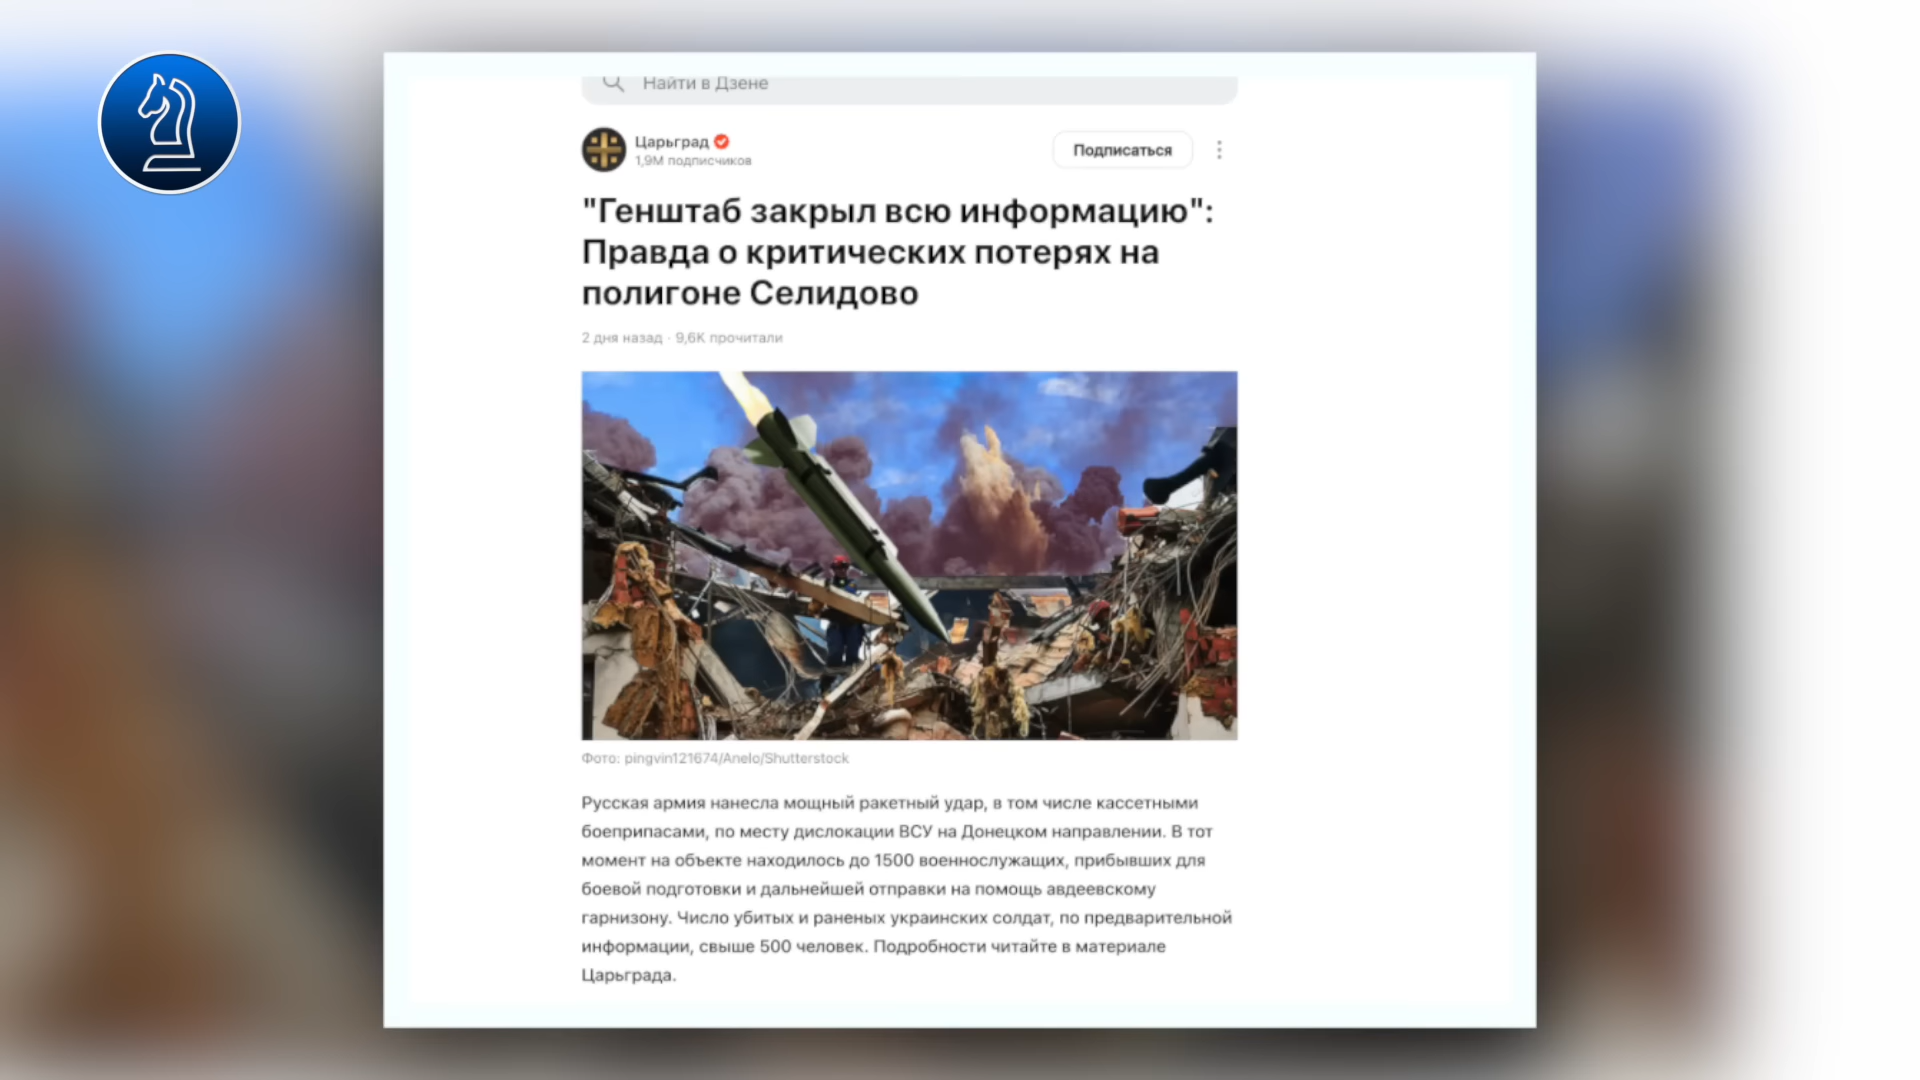 Найти в Дзене
Царьград
1,9M подписчиков
Подписаться
"Генштаб закрыл всю информацию":
Правда о критических потерях на
полигоне Селидово
2 дня назад · 9,6K прочитали
Фото: pingvin121674/Anelo/Shutterstock
Русская армия нанесла мощный ракетный удар, в том числе кассетными
боеприпасами, по месту дислокации ВСУ на Донецком направлении. В тот
момент на объекте находилось до 1500 военнослужащих, прибывших для
боевой подготовки и дальнейшей отправки на помощь авдеевскому
гарнизону. Число убитых и раненых украинских солдат, по предварительной
информации, свыше 500 человек. Подробности читайте в материале
Царьграда.